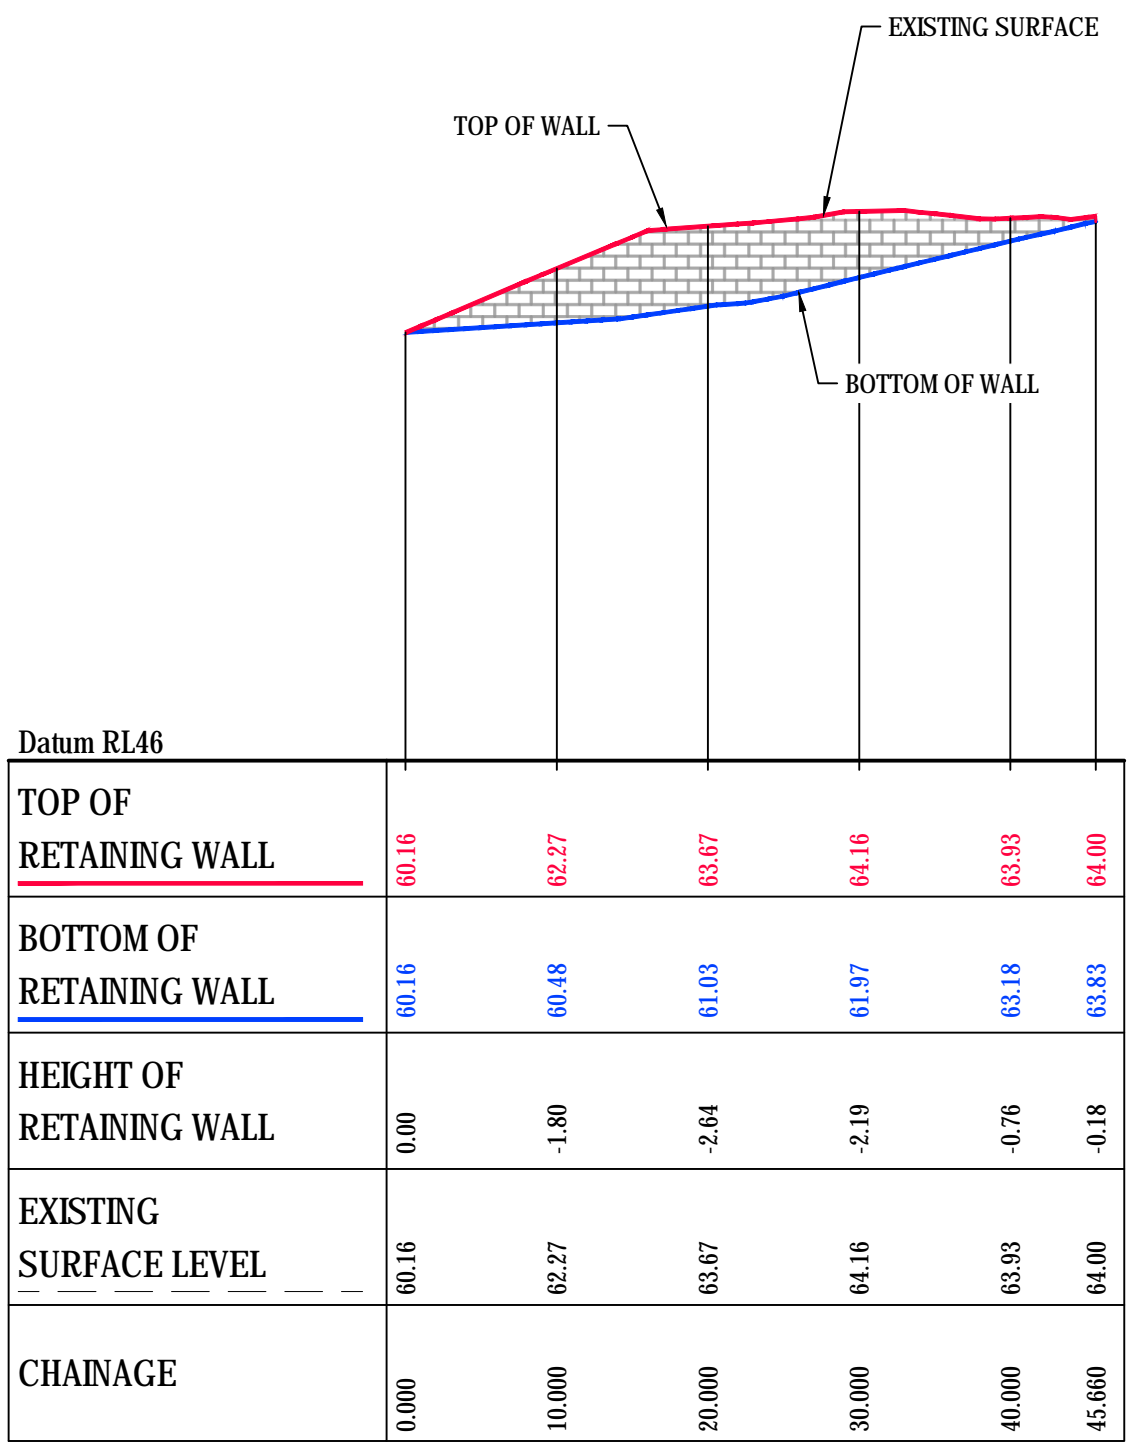 EXISTING SURFACE
TOP OF WALL
BOTTOM OF WALL
Datum RL46
TOP OF
RETAINING WALL
60.16 62.27 63.67 64.16 63.93 64.00
BOTTOM OF
RETAINING WALL
60.16 60.48 61.03 61.97 63.18 63.83
HEIGHT OF
RETAINING WALL
0.00 -1.80 -2.64 -2.19 -0.76 -0.18
EXISTING
SURFACE LEVEL
60.16 62.27 63.67 64.16 63.93 64.00
CHAINAGE
0.000 10.000 20.000 30.000 40.000 45.660